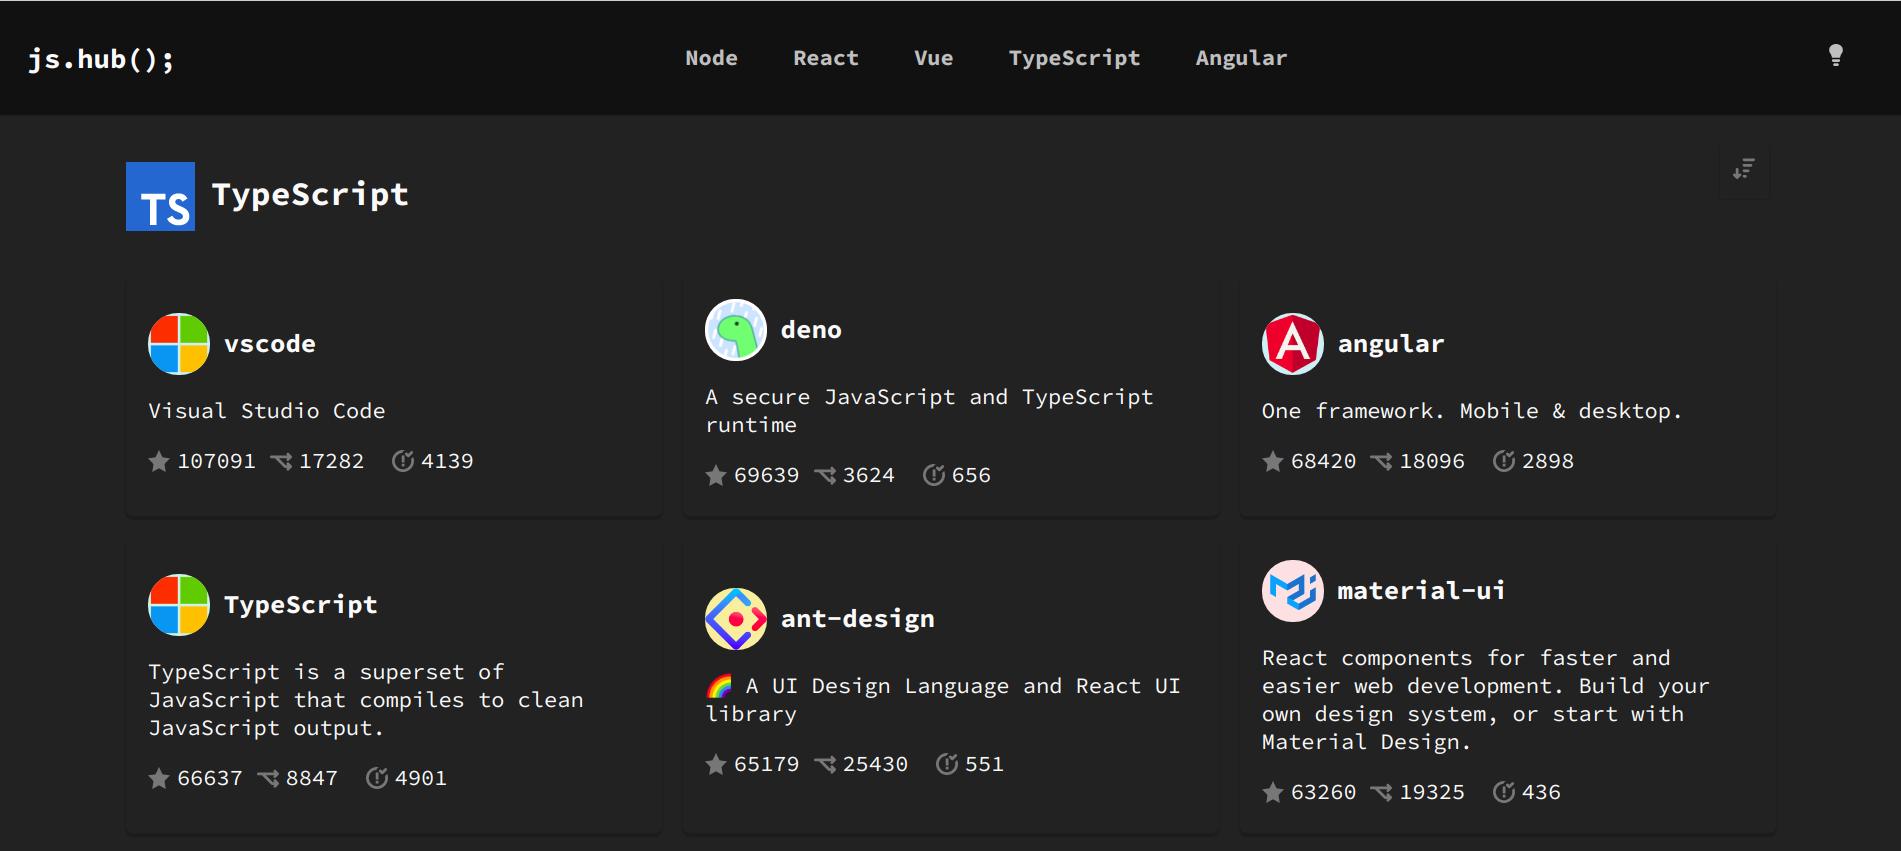 js.hub();
Node React Vue TypeScript Angular
TS TypeScript
vscode
Visual Studio Code
107091 17282 4139
deno
A secure JavaScript and TypeScript
runtime
69639 3624 656
angular
One framework. Mobile & desktop.
68420 18096 2898
TypeScript
TypeScript is a superset of
JavaScript that compiles to clean
JavaScript output.
66637 8847 4901
ant-design
🌈 A UI Design Language and React UI
library
65179 25430 551
material-ui
React components for faster and
easier web development. Build your
own design system, or start with
Material Design.
63260 19325 436